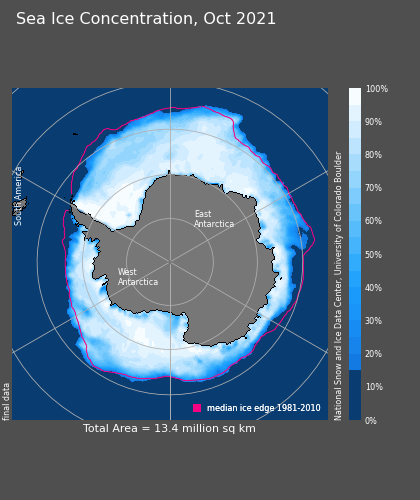 Sea Ice Concentration, Oct 2021
South America
East
Antarctica
West
Antarctica
median ice edge 1981-2010
final data
Total Area = 13.4 million sq km
National Snow and Ice Data Center, University of Colorado Boulder
100%
90%
80%
70%
60%
50%
40%
30%
20%
10%
0%